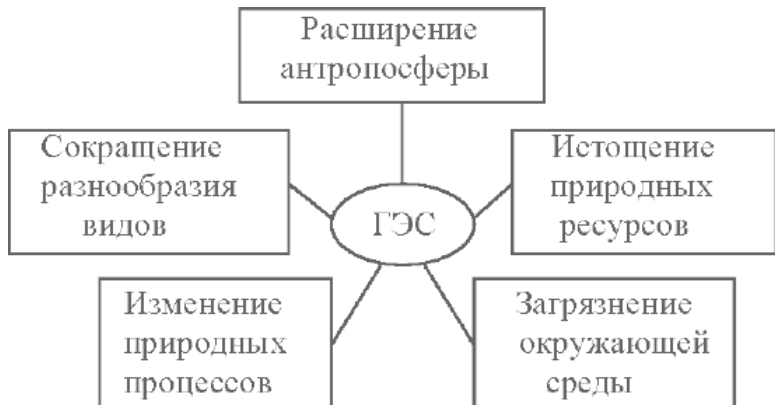 Расширение
антропосферы
Сокращение
разнообразия
видов
Истощение
природных
ресурсов
ГЭС
Изменение
природных
процессов
Загрязнение
окружающей
среды